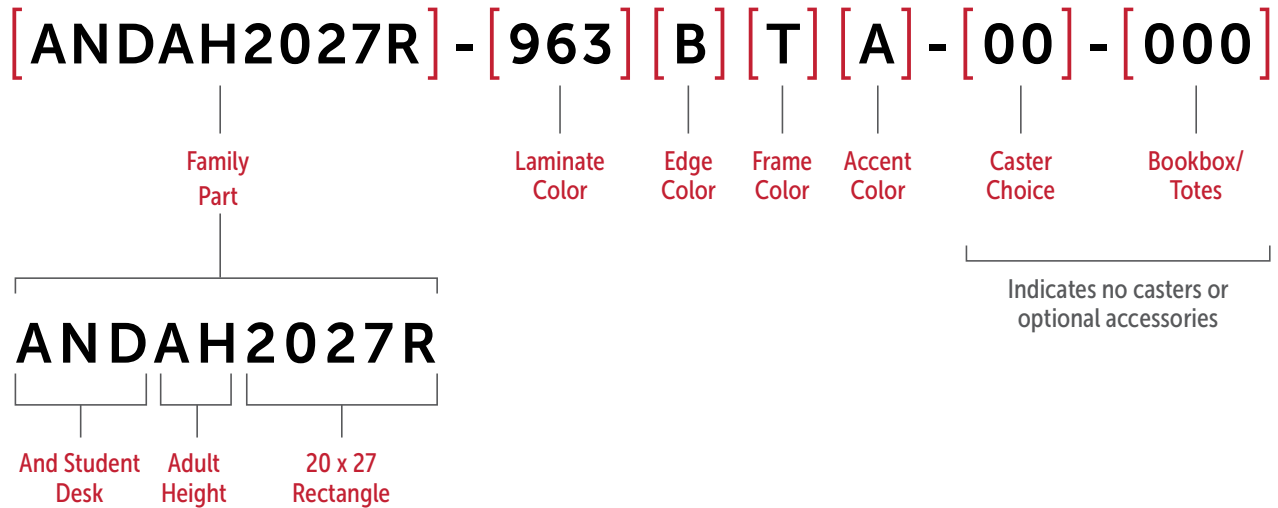 [ANDAH2027R] - [963] [B] [T] [A] - [00] - [000]
Family
Part
Laminate
Color
Edge
Color
Frame
Color
Accent
Color
Caster
Choice
Bookbox/
Totes
Indicates no casters or
optional accessories
ANDAH2027R
And Student
Desk
Adult
Height
20 x 27
Rectangle